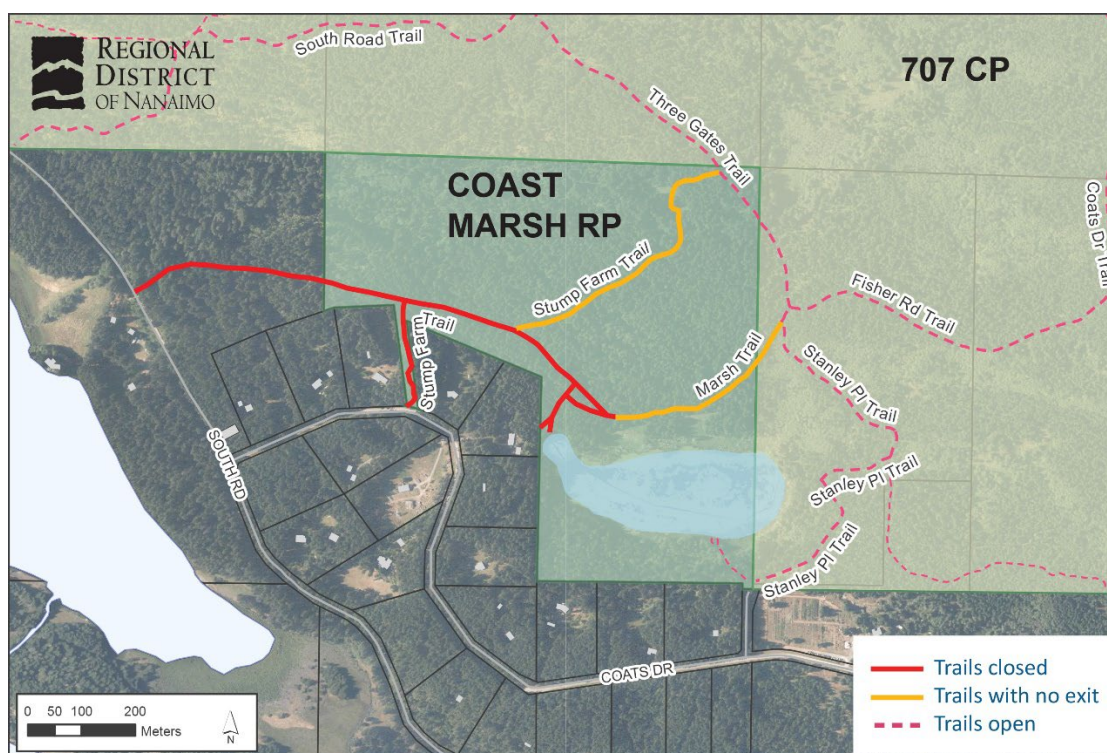 REGIONAL
DISTRICT
OF NANAIMO
South Road Trail
707 CP
Three Gates Trail
COAST
MARSH RP
Coats Dr Trail
Stump Farm Trail
Fisher Rd Trail
Stump Farm
Trail
Marsh Trail
Stanley Pl Trail
SOUTH RD
Stanley Pl Trail
Stanley Pl Trail
COATS DR
Trails closed
Trails with no exit
Trails open
0 50 100 200
Meters
N